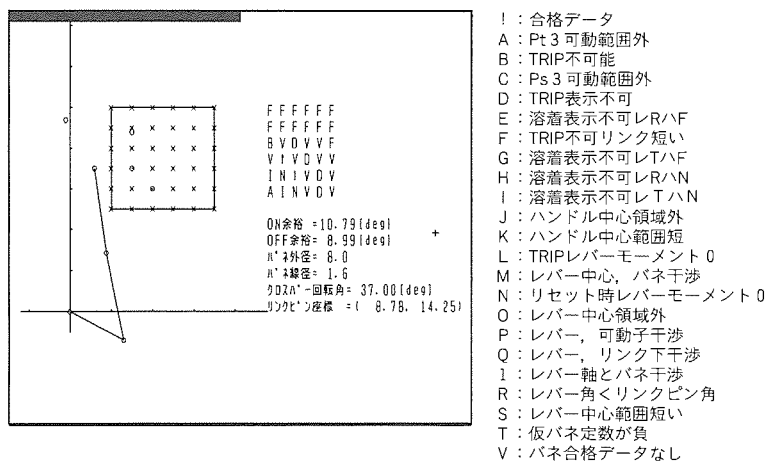 F F F F F F
F F F F F F
B V D V V F
V ! V D V V
I N ! V D V
A I N V D V
ON余裕 =10.79[deg]
OFF余裕= 8.99[deg]
バネ外径= 8.0
バネ線径= 1.6
クロスバー回転角= 37.00[deg]
リンクピン座標 =( 8.78, 14.25)
! : 合格データ
A : Pt3可動範囲外
B : TRIP不可能
C : Ps3可動範囲外
D : TRIP表示不可
E : 溶着表示不可レRハF
F : TRIP不可リンク短い
G : 溶着表示不可レTハF
H : 溶着表示不可レRハN
I : 溶着表示不可レTハN
J : ハンドル中心領域外
K : ハンドル中心範囲短
L : TRIPレバーモーメント0
M : レバー中心, バネ干渉
N : リセット時レバーモーメント0
O : レバー中心領域外
P : レバー, 可動子干渉
Q : レバー, リンク下干渉
1 : レバー軸とバネ干渉
R : レバー角くリンクピン角
S : レバー中心範囲短い
T : 仮バネ定数が負
V : バネ合格データなし